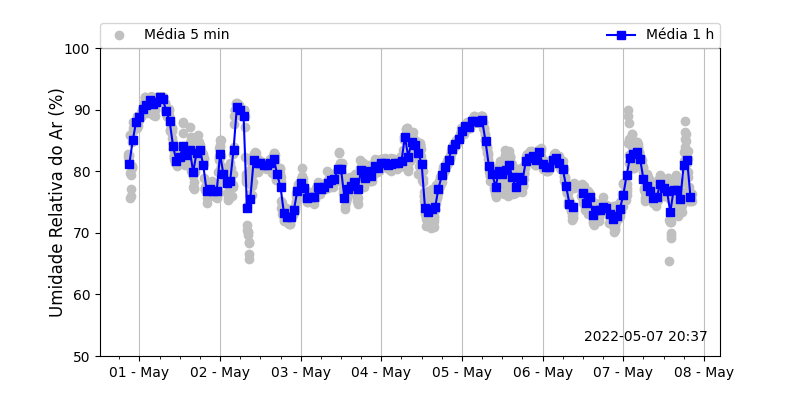 Média 5 min
Média 1 h
Umidade Relativa do Ar (%)
100
90
80
70
60
50
2022-05-07 20:37
01 - May
02 - May
03 - May
04 - May
05 - May
06 - May
07 - May
08 - May